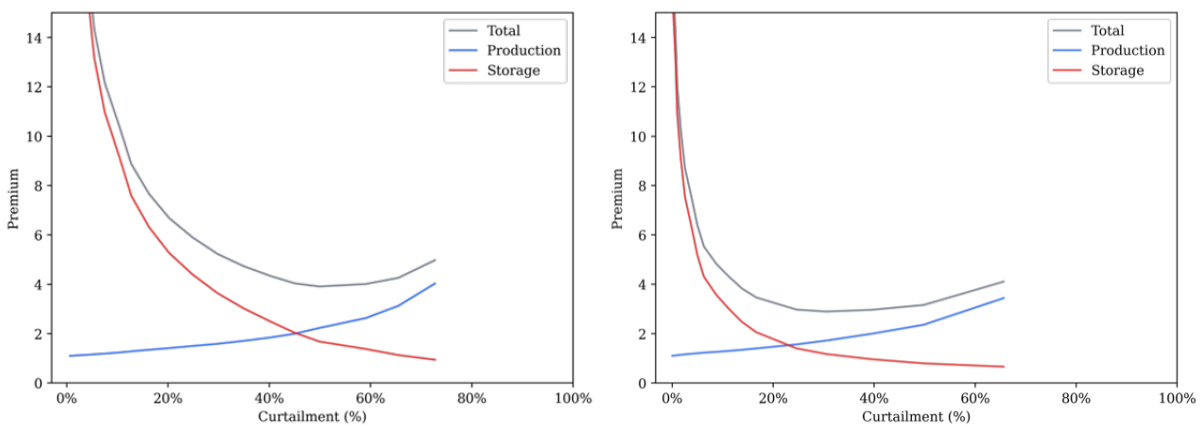 14
12
10
8
6
4
2
0
Premium
Total
Production
Storage
0%
20%
40%
60%
80%
100%
Curtailment (%)
14
12
10
8
6
4
2
0
Premium
Total
Production
Storage
0%
20%
40%
60%
80%
100%
Curtailment (%)